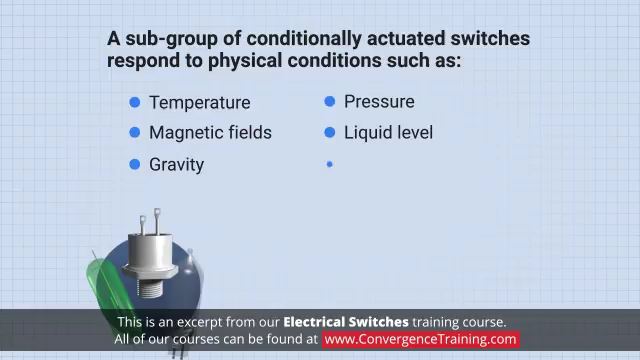 A sub-group of conditionally actuated switches
respond to physical conditions such as:
Temperature
Magnetic fields
Gravity
Pressure
Liquid level
This is an excerpt from our Electrical Switches training course.
All of our courses can be found at www.ConvergenceTraining.com